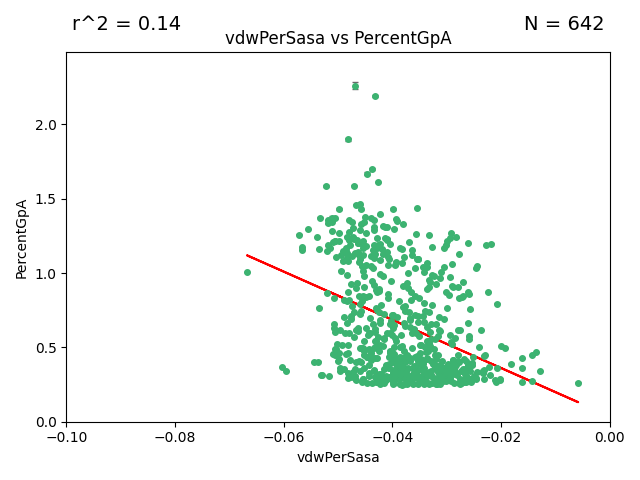 r^2 = 0.14
N = 642
vdwPerSasa vs PercentGpA
PercentGpA
2.0
1.5
1.0
0.5
0.0
−0.10
−0.08
−0.06
−0.04
−0.02
0.00
vdwPerSasa